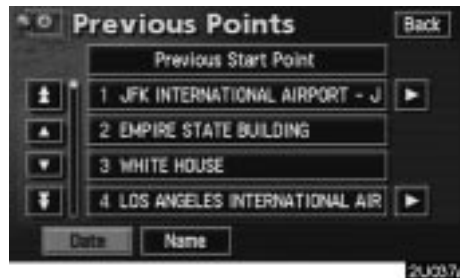 Previous Points
Back
Previous Start Point
1 JFK INTERNATIONAL AIRPORT - J
2 EMPIRE STATE BUILDING
3 WHITE HOUSE
4 LOS ANGELES INTERNATIONAL AIR
Date Name